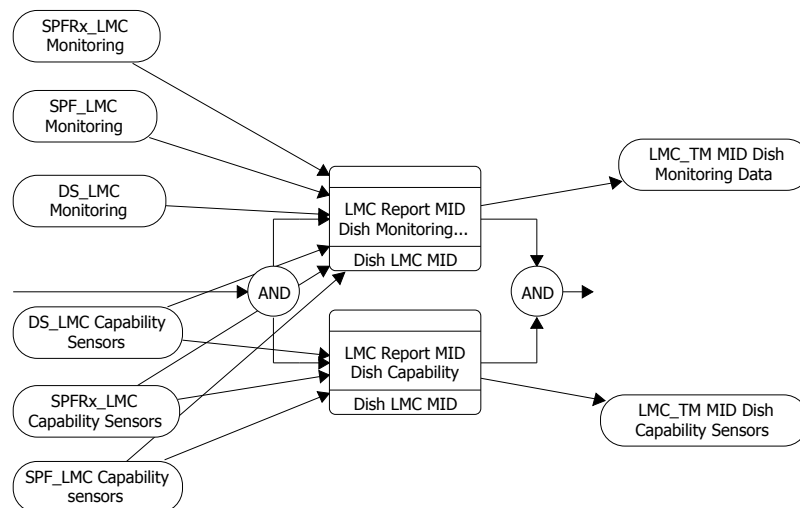 SPFRx_LMC
Monitoring
SPF_LMC
Monitoring
DS_LMC
Monitoring
LMC Report MID
Dish Monitoring...
Dish LMC MID
LMC_TM MID Dish
Monitoring Data
AND
AND
DS_LMC Capability
Sensors
LMC Report MID
Dish Capability
Dish LMC MID
SPFRx_LMC
Capability Sensors
LMC_TM MID Dish
Capability Sensors
SPF_LMC Capability
sensors